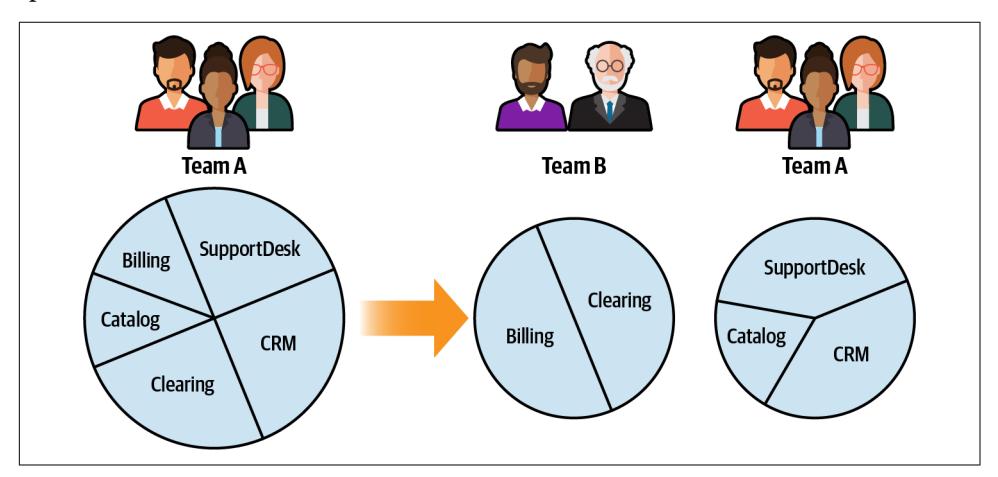 Team A
Team B
Team A
Billing
SupportDesk
Catalog
CRM
Clearing
Billing
Clearing
SupportDesk
Catalog
CRM